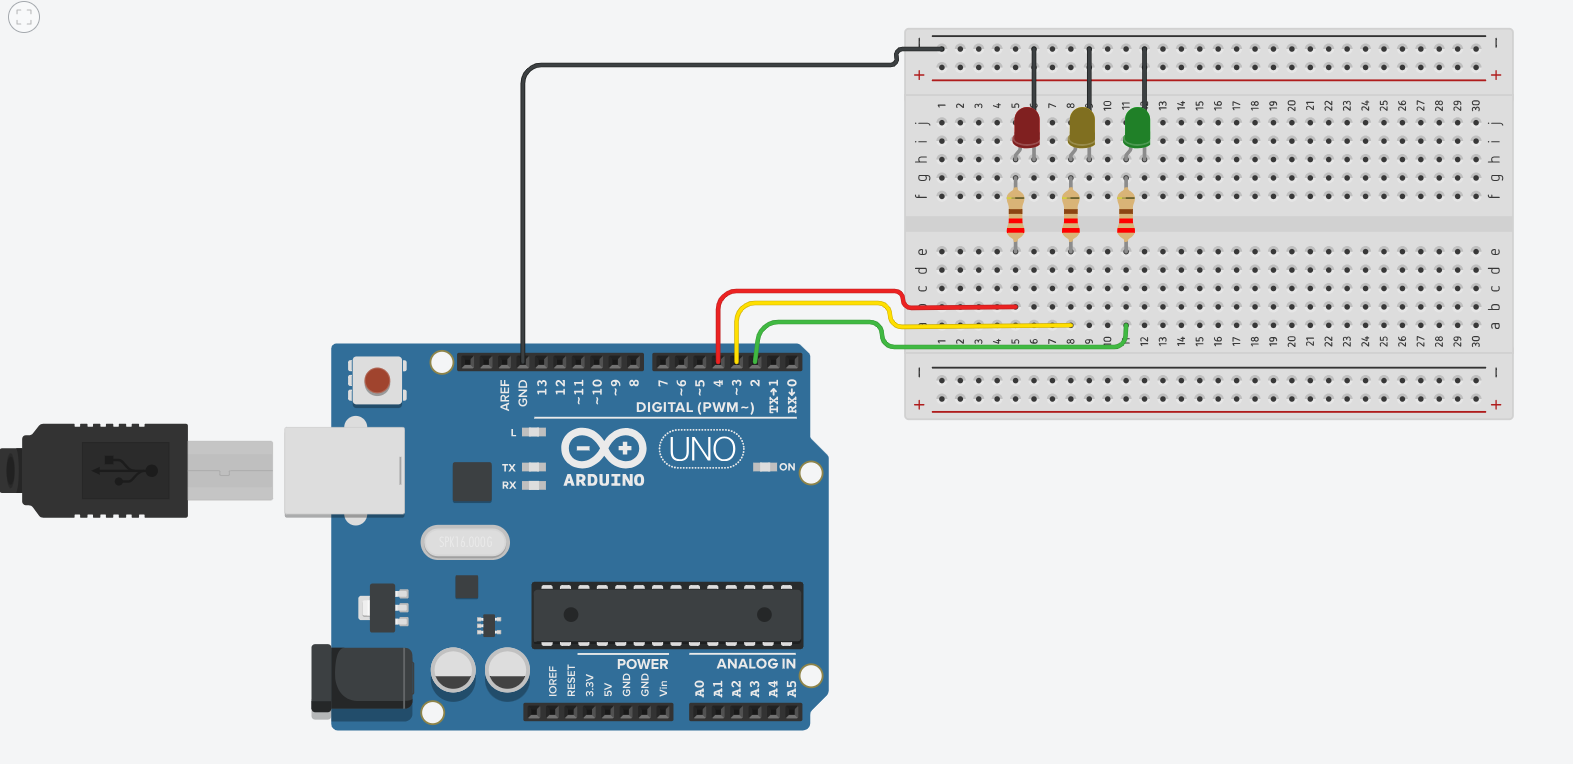 − −
+ +
1 2 3 4 5 6 7 8 9 10 11 12 13 14 15 16 17 18 19 20 21 22 23 24 25 26 27 28 29 30
j j
i i
h h
g g
f f
e e
d d
c c
b
a
1 2 3 4 5 6 7 8 9 10 11 12 13 14 15 16 17 18 19 20 21 22 23 24 25 26 27 28 29 30
− −
+ +
AREF GND 13 12 ~11 ~10 ~9 8 7 ~6 ~5 4 ~3 2 TX→1 RX←0
DIGITAL (PWM~)
L
TX
RX
ARDUINO
UNO
ON
SPK16.000G
POWER
ANALOG IN
IOREF RESET 3.3V 5V GND GND Vin A0 A1 A2 A3 A4 A5